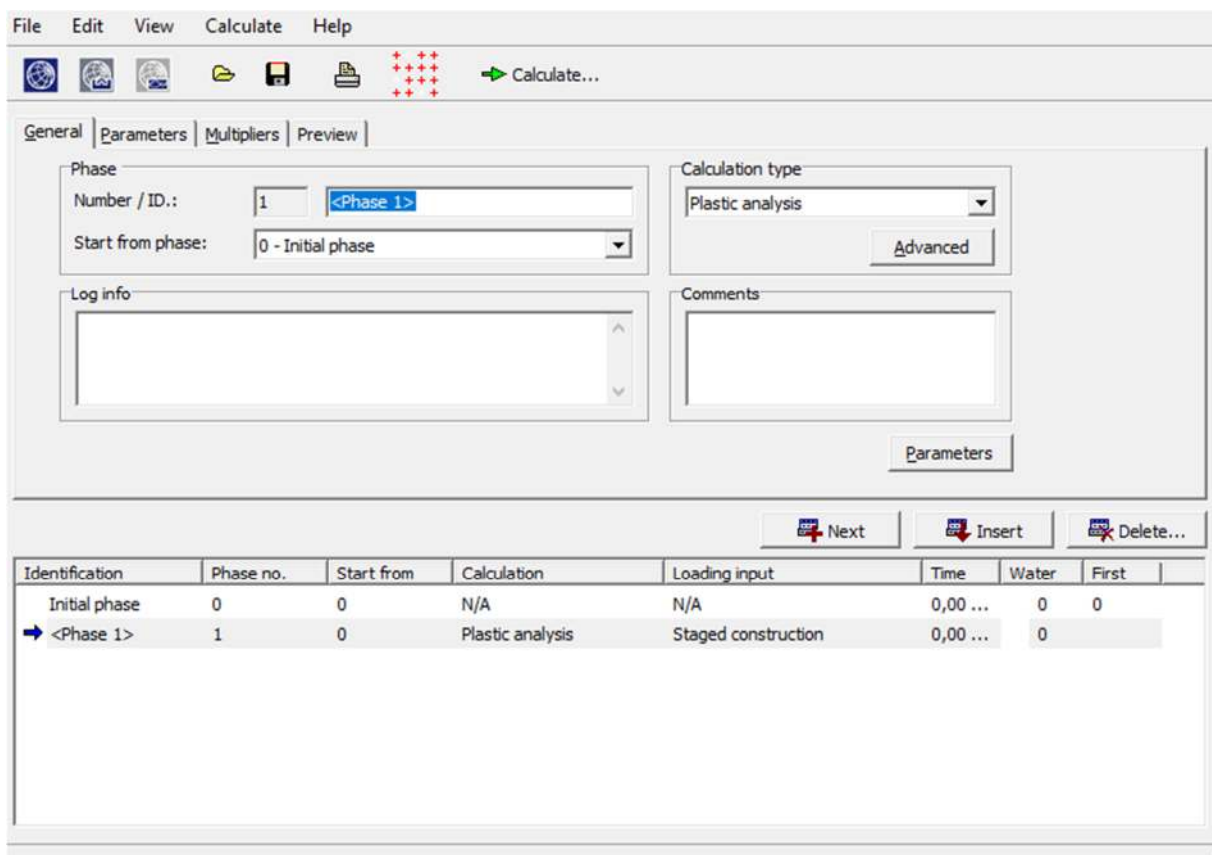 File Edit View Calculate Help
Calculate...
General Parameters Multipliers Preview
Phase
Number / ID.: 1 <Phase 1>
Start from phase: 0 - Initial phase
Calculation type
Plastic analysis
Advanced
Log info
Comments
Parameters
Next Insert Delete...
Identification Phase no. Start from Calculation Loading input Time Water First
Initial phase 0 0 N/A N/A 0,00 ... 0 0
<Phase 1> 1 0 Plastic analysis Staged construction 0,00 ... 0